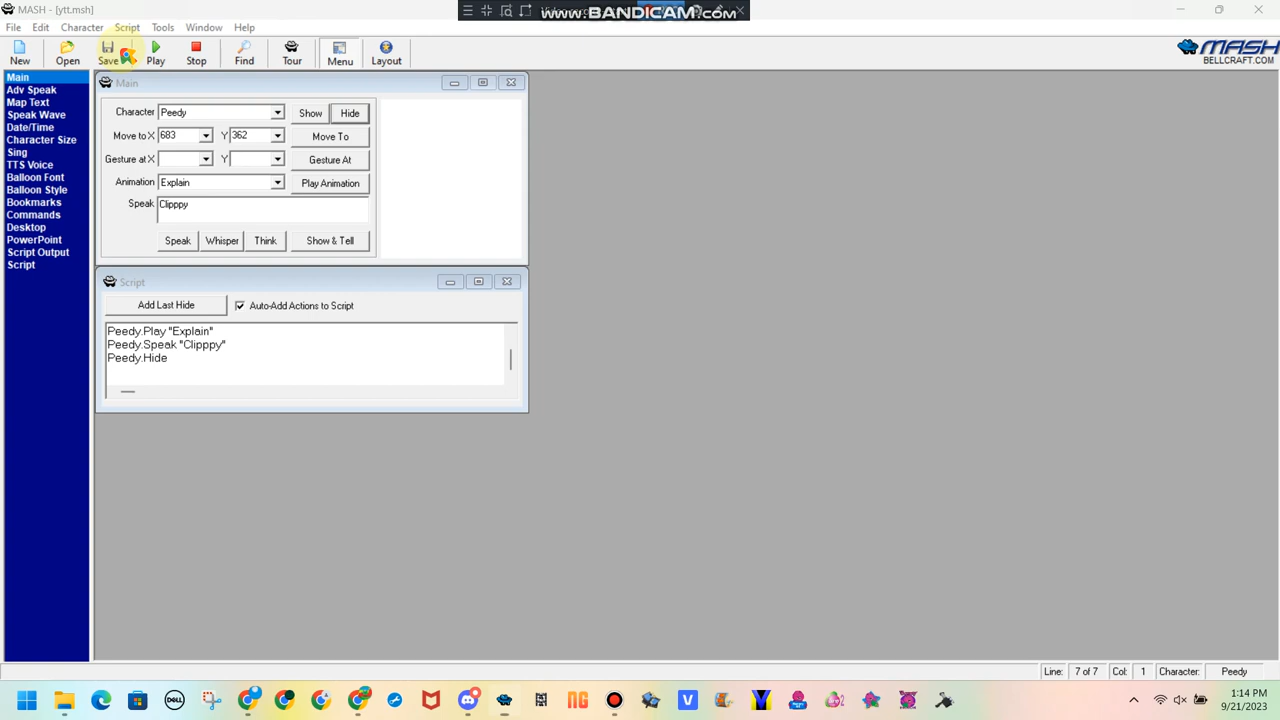 MASH - [ytt.msh]
www.BANDICAM.com
File Edit Character Script Tools Window Help
New Open Save Play Stop Find Tour Menu Layout
MASH
BELLCRAFT.COM
Main
Adv Speak
Map Text
Speak Wave
Date/Time
Character Size
Sing
TTS Voice
Balloon Font
Balloon Style
Bookmarks
Commands
Desktop
PowerPoint
Script Output
Script
Main
Character Peedy Show Hide
Move to X 683 Y 362 Move To
Gesture at X Y Gesture At
Animation Explain Play Animation
Speak Clipppy
Speak Whisper Think Show & Tell
Script
Add Last Hide Auto-Add Actions to Script
Peedy.Play "Explain"
Peedy.Speak "Clipppy"
Peedy.Hide
Line: 7 of 7 Col: 1 Character: Peedy
DELL
NG
V
1:14 PM
9/21/2023